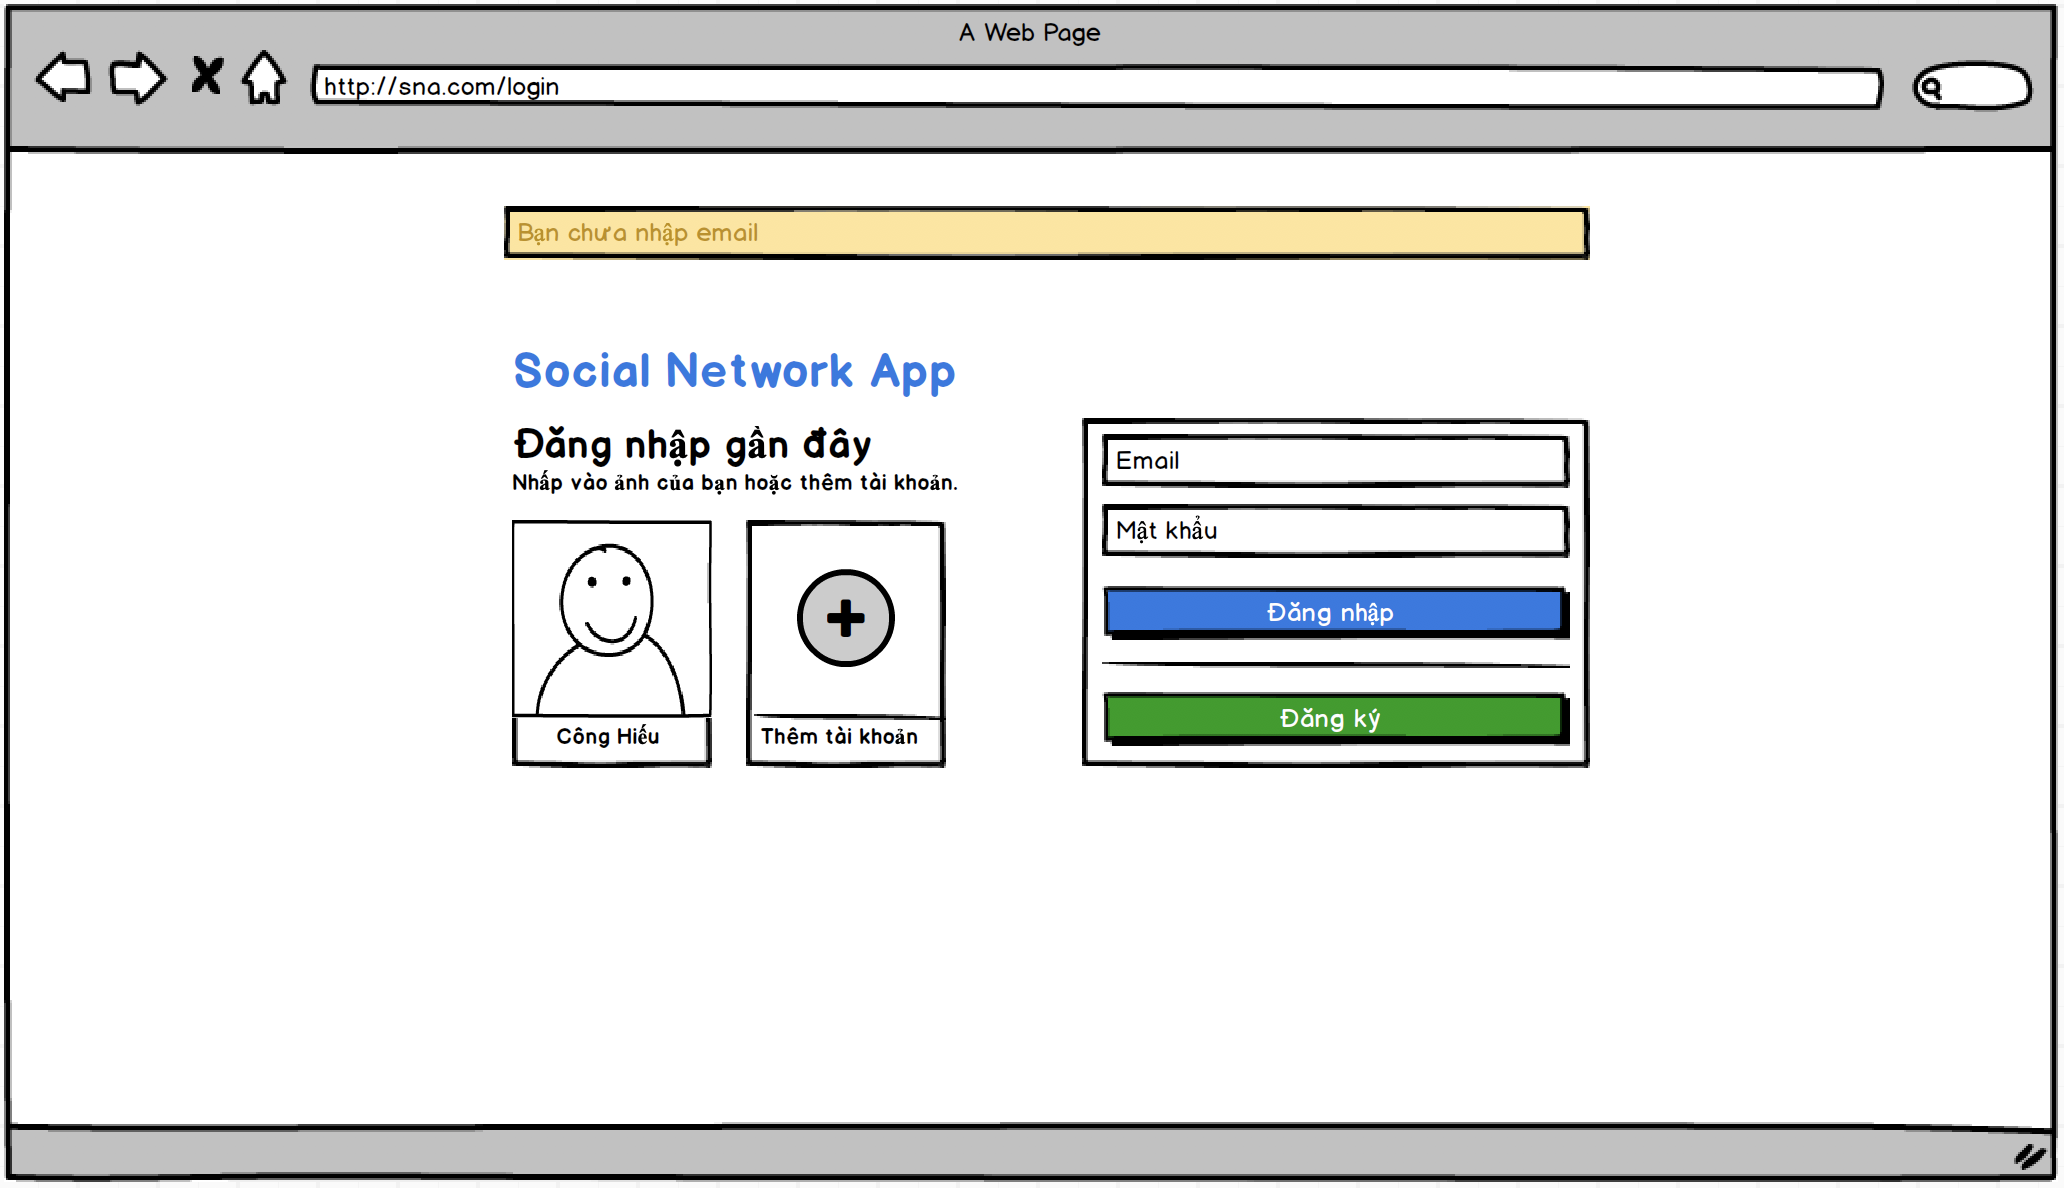 A Web Page
http://sna.com/login
Bạn chưa nhập email
Social Network App
Đăng nhập gần đây
Nhấp vào ảnh của bạn hoặc thêm tài khoản.
Công Hiếu
Thêm tài khoản
Email
Mật khẩu
Đăng nhập
Đăng ký